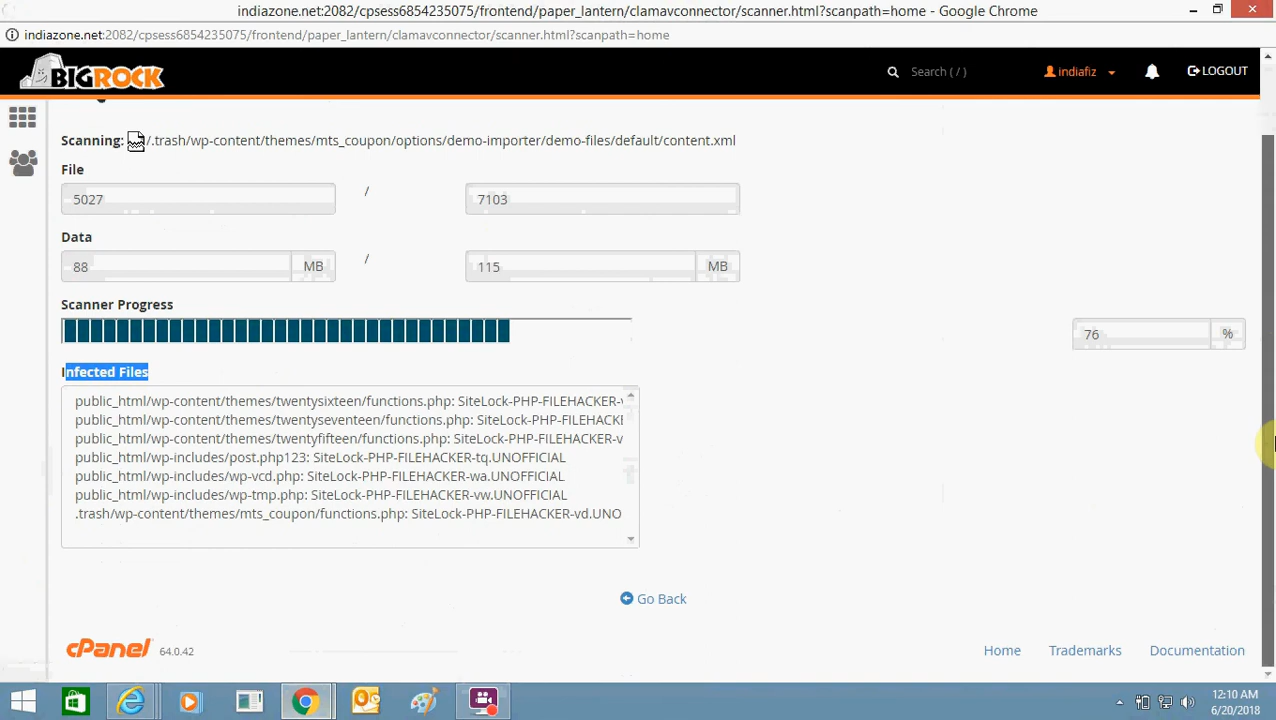 indiazone.net:2082/cpsess6854235075/frontend/paper_lantern/clamavconnector/scanner.html?scanpath=home - Google Chrome
indiazone.net:2082/cpsess6854235075/frontend/paper_lantern/clamavconnector/scanner.html?scanpath=home
BIGROCK
Search ( / )
indiafiz
LOGOUT
Scanning: /.trash/wp-content/themes/mts_coupon/options/demo-importer/demo-files/default/content.xml
File
5027 / 7103
Data
88 MB / 115 MB
Scanner Progress
76 %
Infected Files
public_html/wp-content/themes/twentysixteen/functions.php: SiteLock-PHP-FILEHACKER-v
public_html/wp-content/themes/twentyseventeen/functions.php: SiteLock-PHP-FILEHACKE
public_html/wp-content/themes/twentyfifteen/functions.php: SiteLock-PHP-FILEHACKER-v
public_html/wp-includes/post.php123: SiteLock-PHP-FILEHACKER-tq.UNOFFICIAL
public_html/wp-includes/wp-vcd.php: SiteLock-PHP-FILEHACKER-wa.UNOFFICIAL
public_html/wp-includes/wp-tmp.php: SiteLock-PHP-FILEHACKER-vw.UNOFFICIAL
.trash/wp-content/themes/mts_coupon/functions.php: SiteLock-PHP-FILEHACKER-vd.UNO
Go Back
cPanel 64.0.42
Home Trademarks Documentation
12:10 AM
6/20/2018